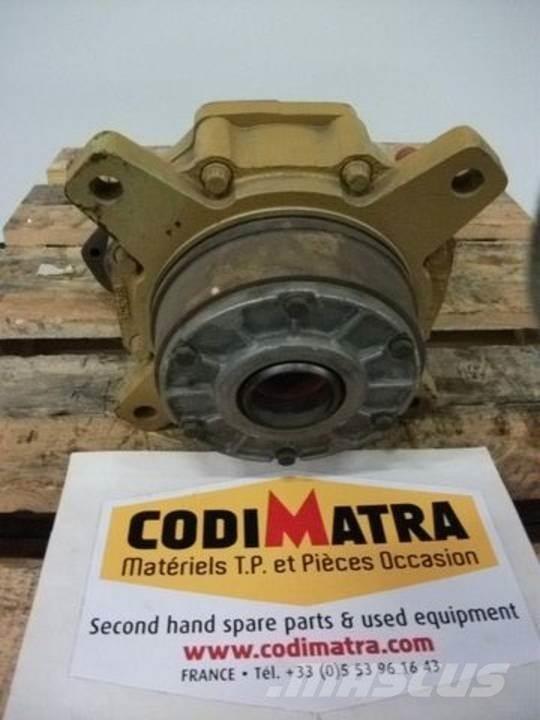 CODIMATRA
Matériels T.P. et Pièces Occasion
Second hand spare parts & used equipment
www.codimatra.com
FRANCE • Tél. +33 (0)5 53 96 16 43
mascus